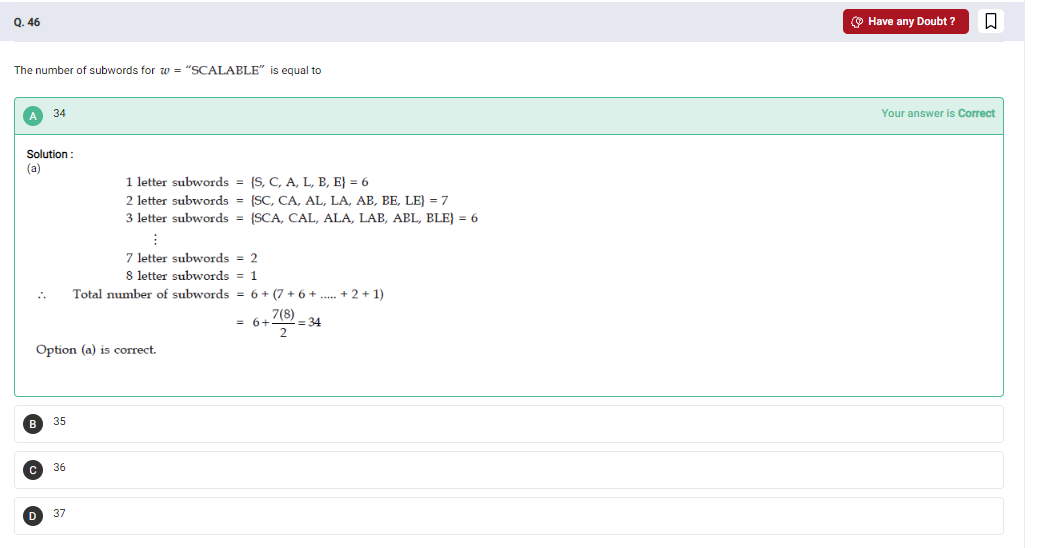 Q. 46
Have any Doubt ?
The number of subwords for w = “SCALABLE” is equal to
A 34 Your answer is Correct
Solution :
(a)
1 letter subwords = {S, C, A, L, B, E} = 6
2 letter subwords = {SC, CA, AL, LA, AB, BE, LE} = 7
3 letter subwords = {SCA, CAL, ALA, LAB, ABL, BLE} = 6
⋮
7 letter subwords = 2
8 letter subwords = 1
∴ Total number of subwords = 6 + (7 + 6 + ..... + 2 + 1)
= 6 + 7(8)/2 = 34
Option (a) is correct.
B 35
C 36
D 37